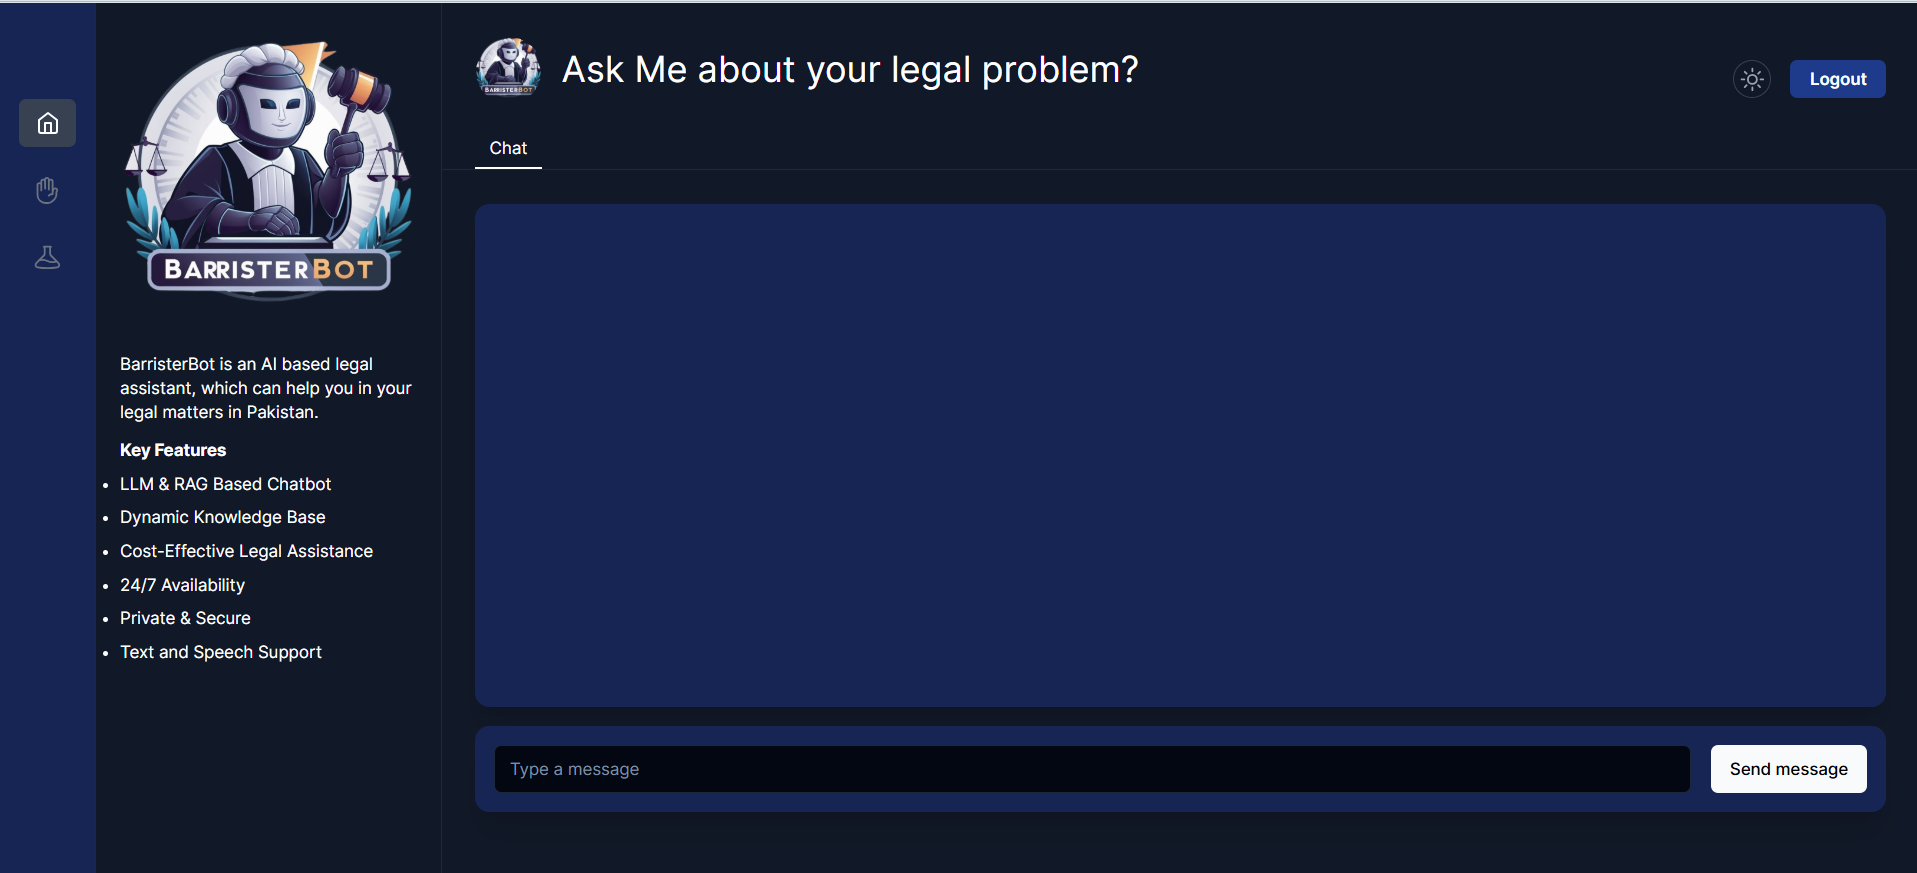 BARRISTERBOT
BarristerBot is an AI based legal
assistant, which can help you in your
legal matters in Pakistan.
Key Features
• LLM & RAG Based Chatbot
• Dynamic Knowledge Base
• Cost-Effective Legal Assistance
• 24/7 Availability
• Private & Secure
• Text and Speech Support
BARRISTERBOT
Ask Me about your legal problem?
Logout
Chat
Type a message
Send message